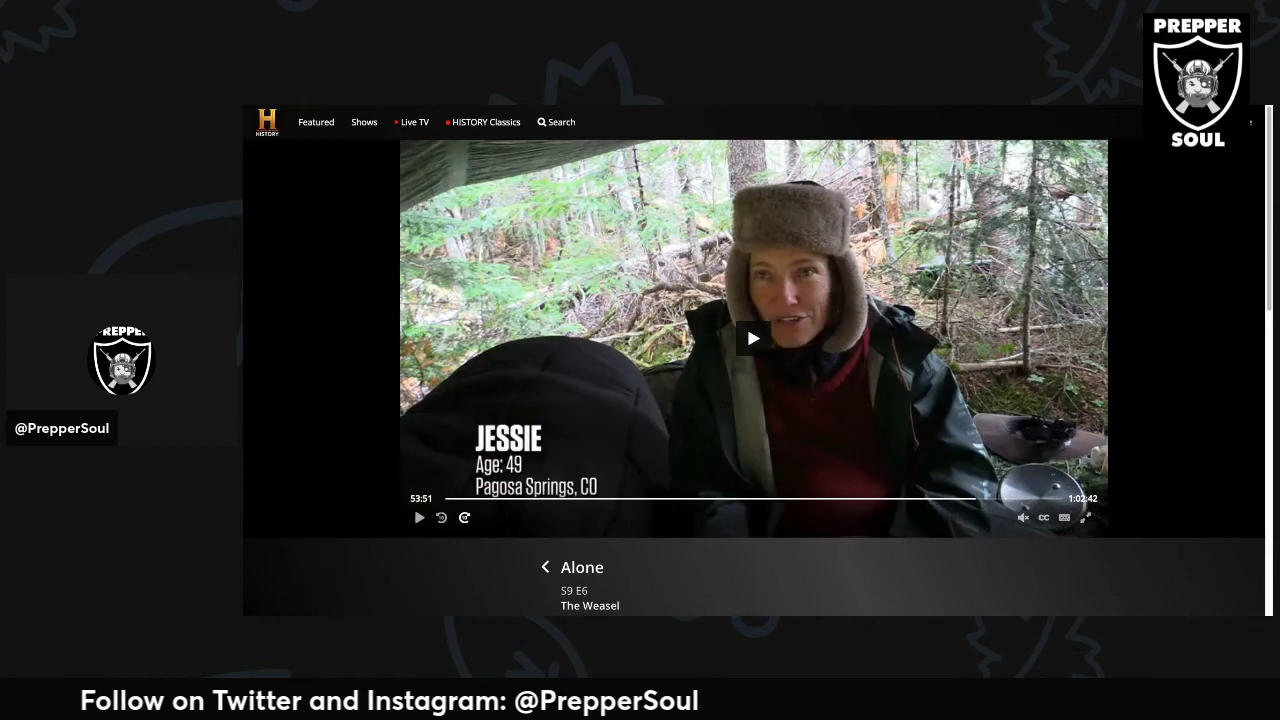 PREPPER
SOUL
HISTORY
Featured
Shows
Live TV
HISTORY Classics
Search
JESSIE
Age: 49
Pagosa Springs, CO
53:51
1:02:42
CC
@PrepperSoul
Alone
S9 E6
The Weasel
Follow on Twitter and Instagram: @PrepperSoul